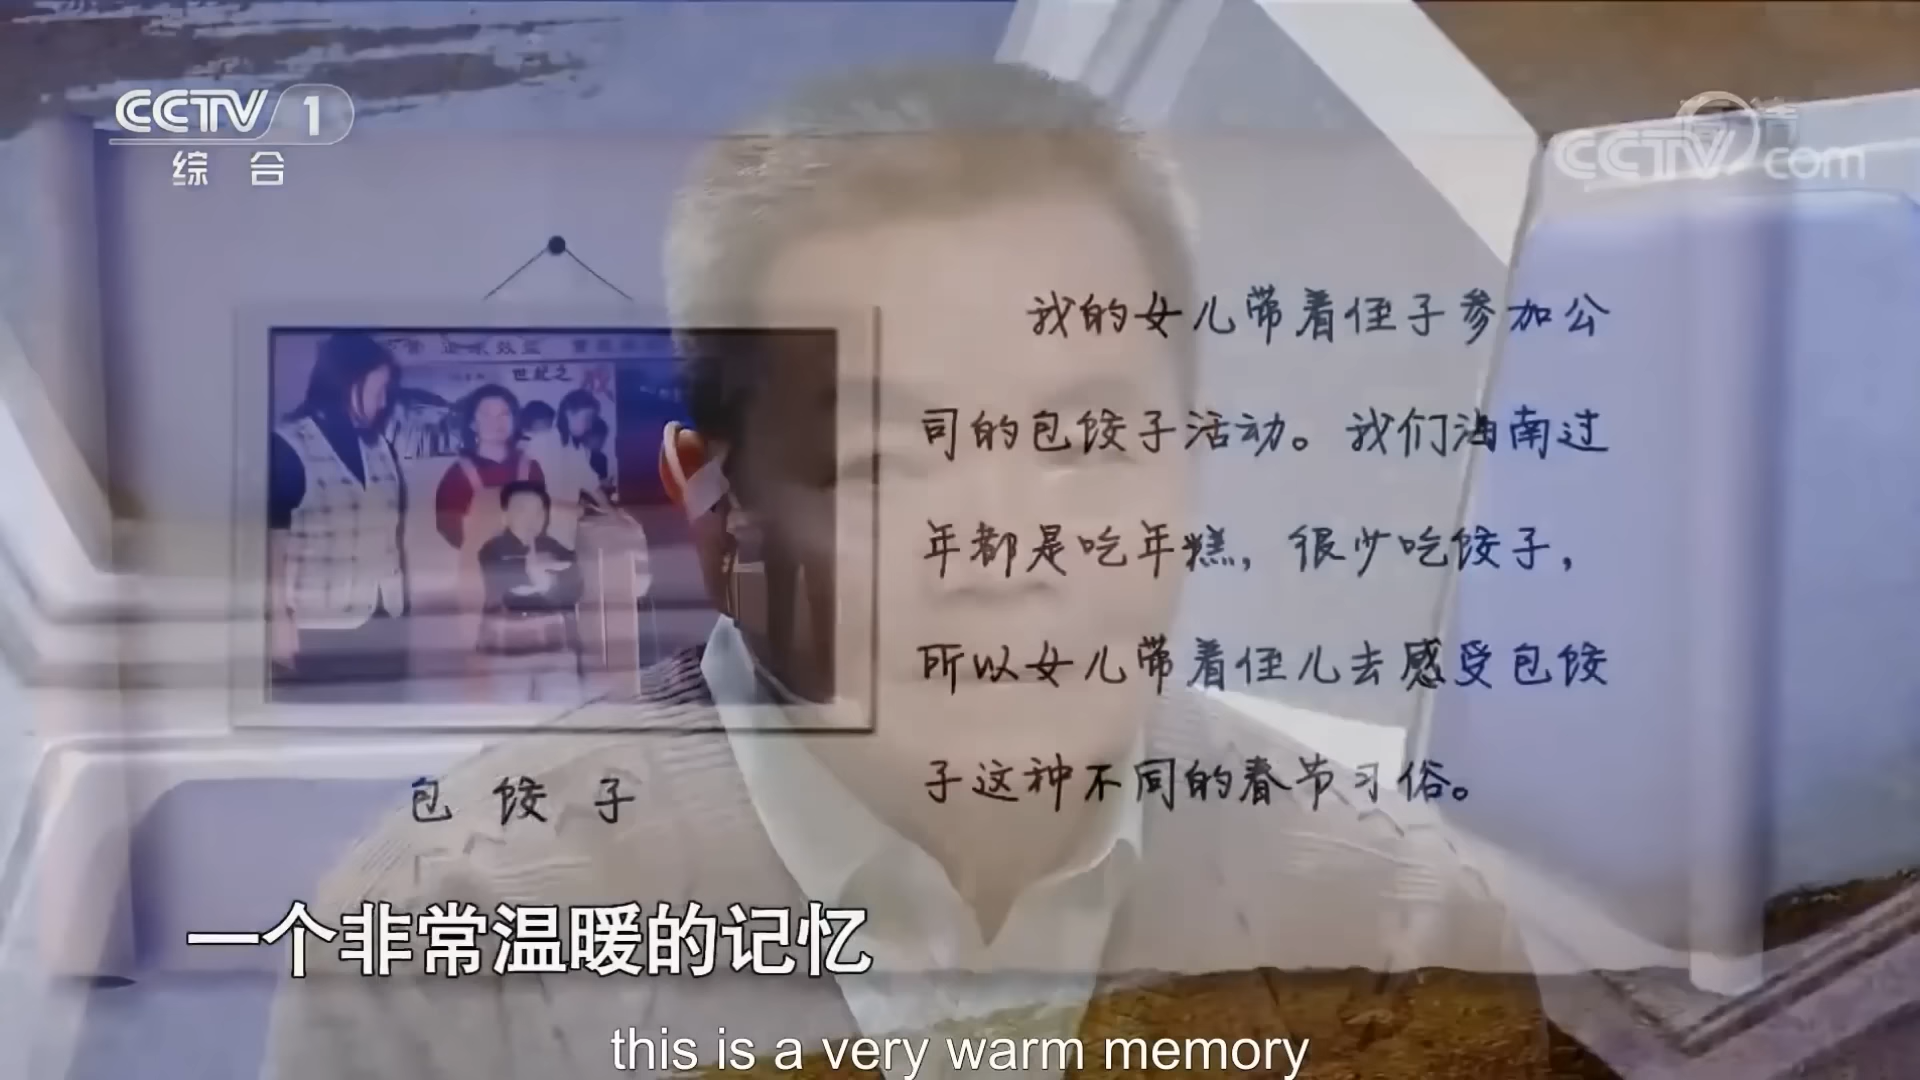 CCTV 1
综合
CCTV com
世纪之
我的女儿带着侄子参加公
司的包饺子活动。我们海南过
年都是吃年糕，很少吃饺子，
所以女儿带着侄儿去感受包饺
子这种不同的春节习俗。
包饺子
一个非常温暖的记忆
this is a very warm memory